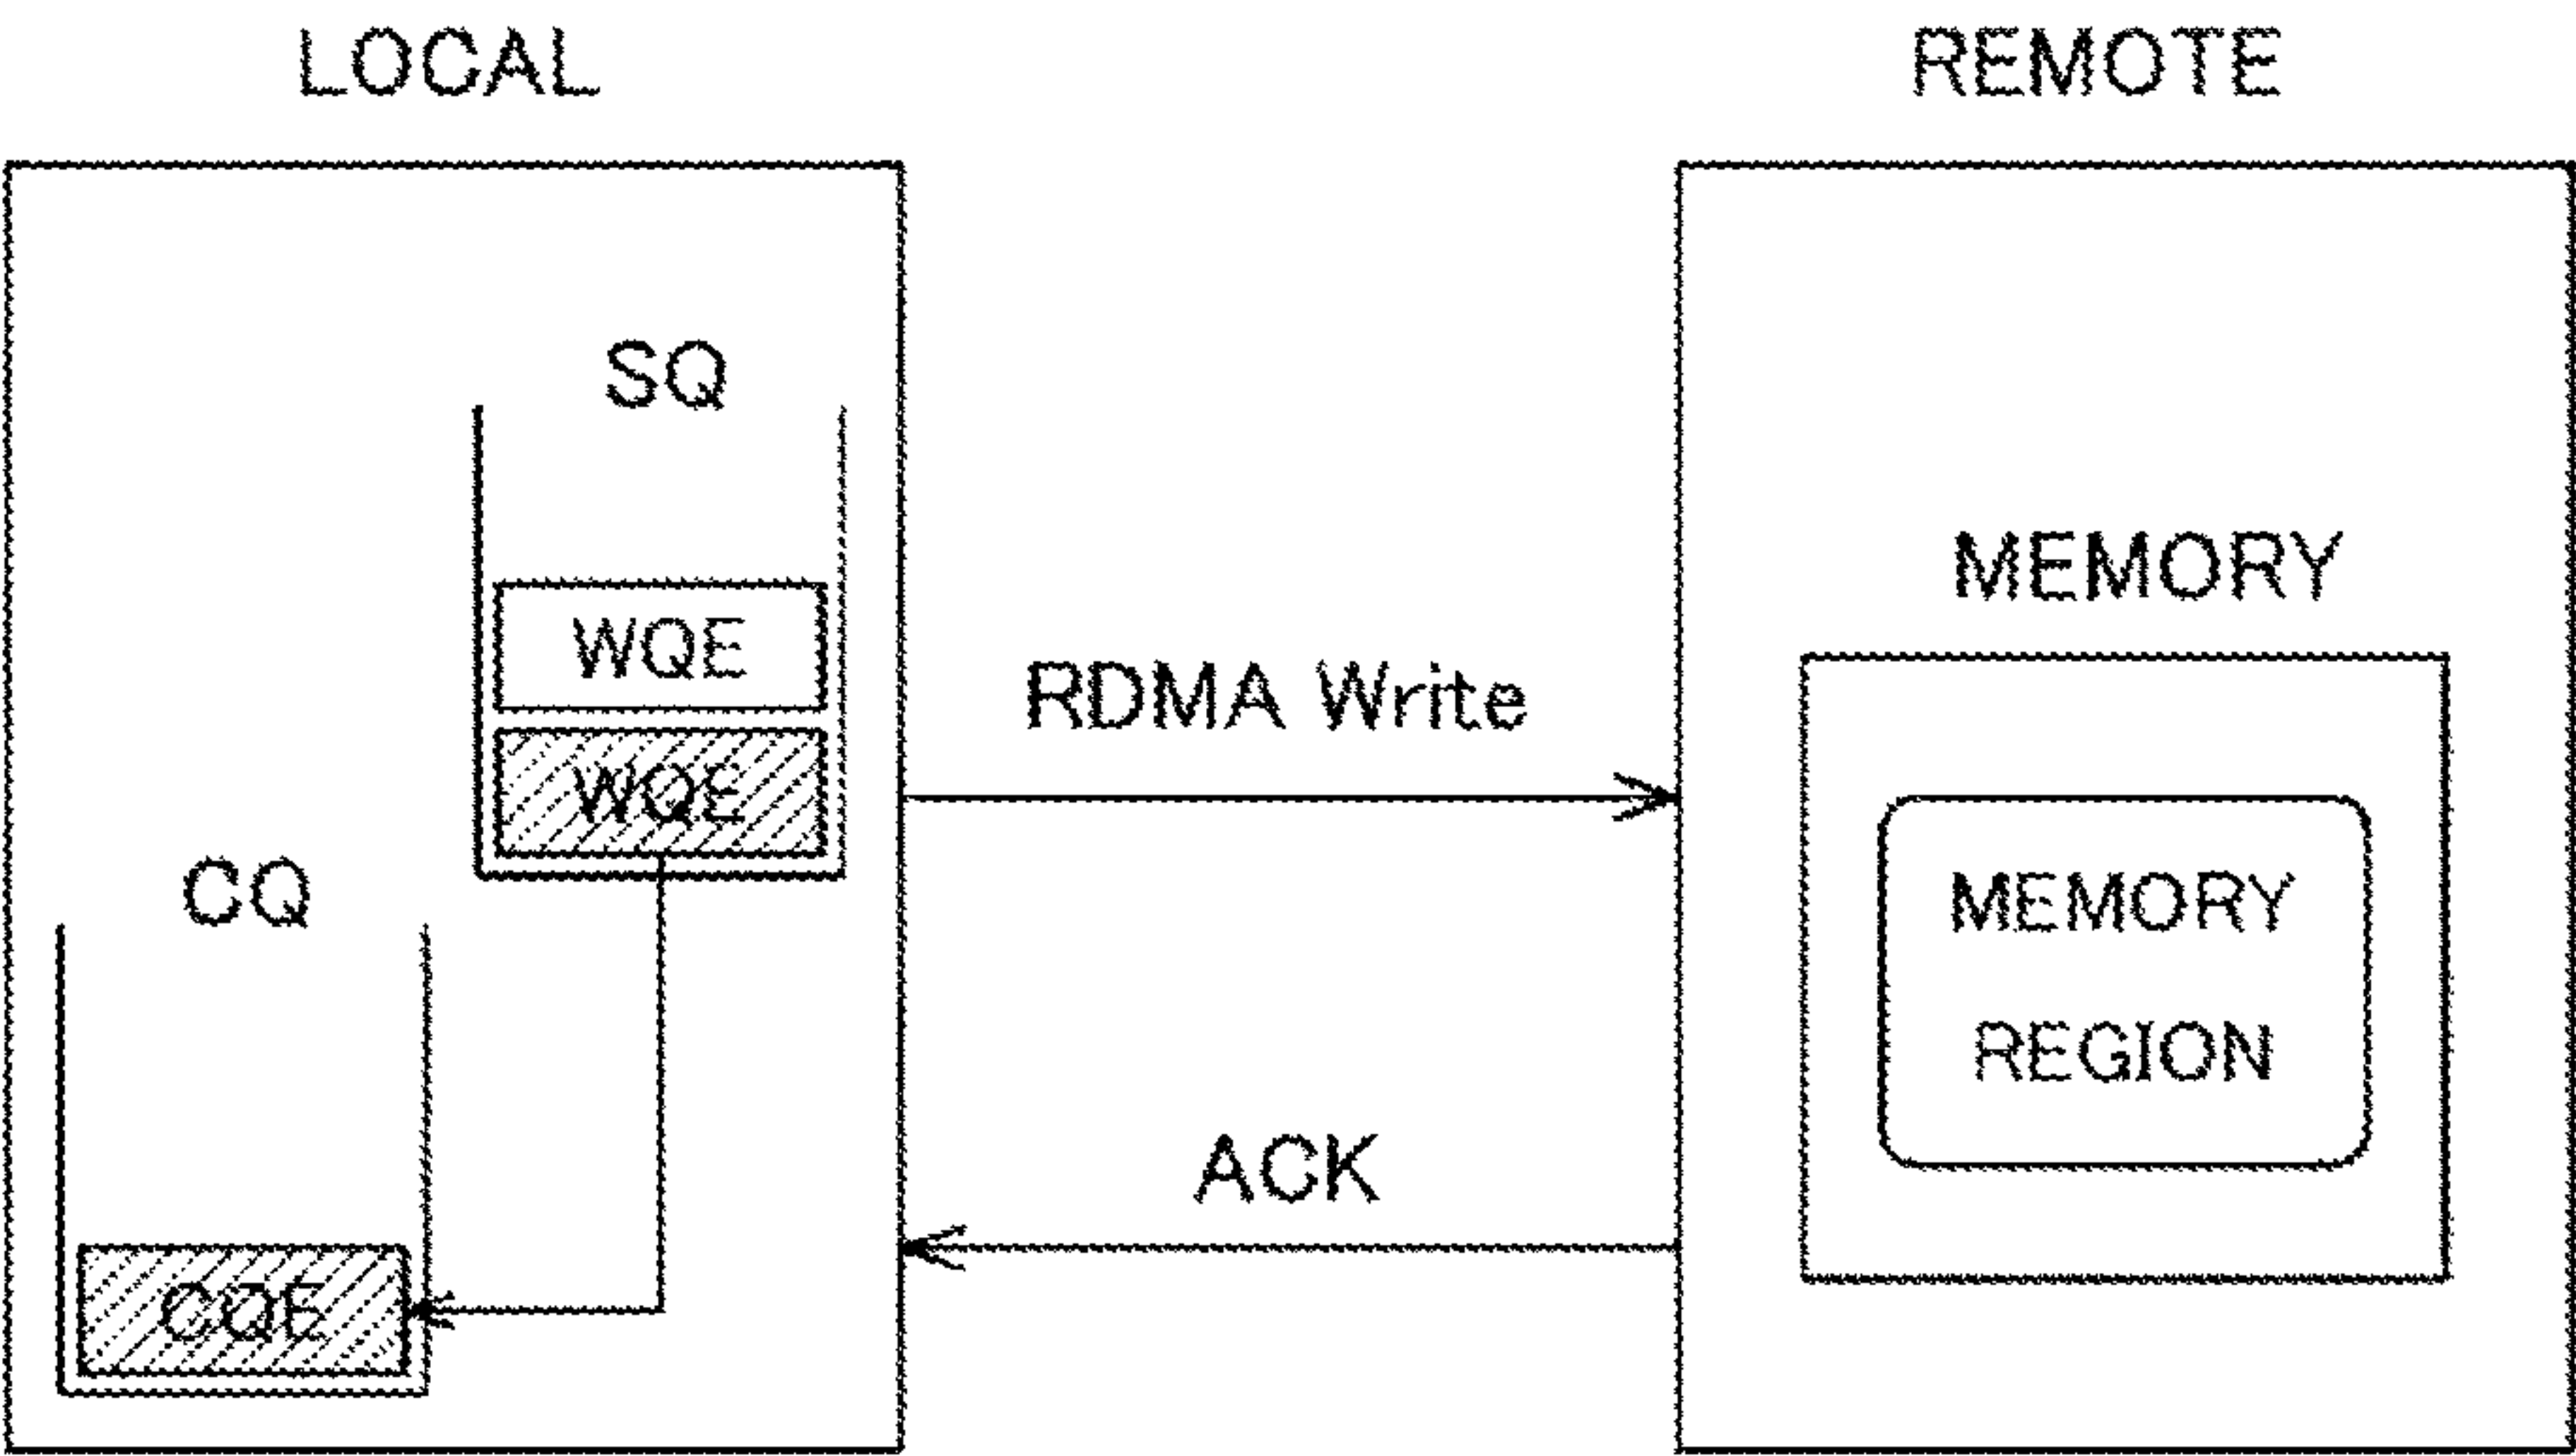 LOCAL
REMOTE
SQ
WQE
WQE
CQ
CQE
RDMA Write
ACK
MEMORY
MEMORY
REGION